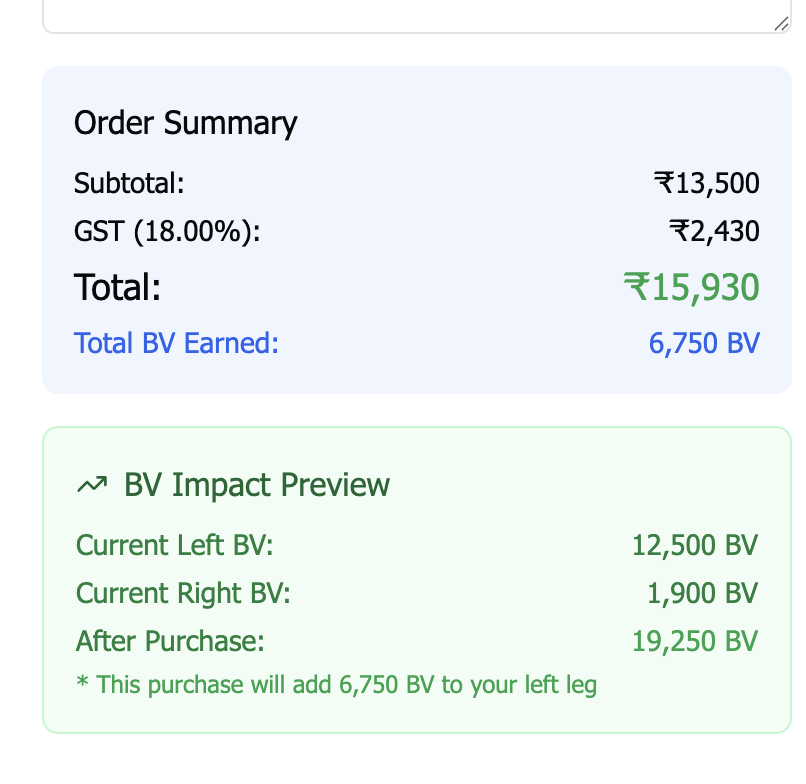 Order Summary
Subtotal: ₹13,500
GST (18.00%): ₹2,430
Total: ₹15,930
Total BV Earned: 6,750 BV
BV Impact Preview
Current Left BV: 12,500 BV
Current Right BV: 1,900 BV
After Purchase: 19,250 BV
* This purchase will add 6,750 BV to your left leg